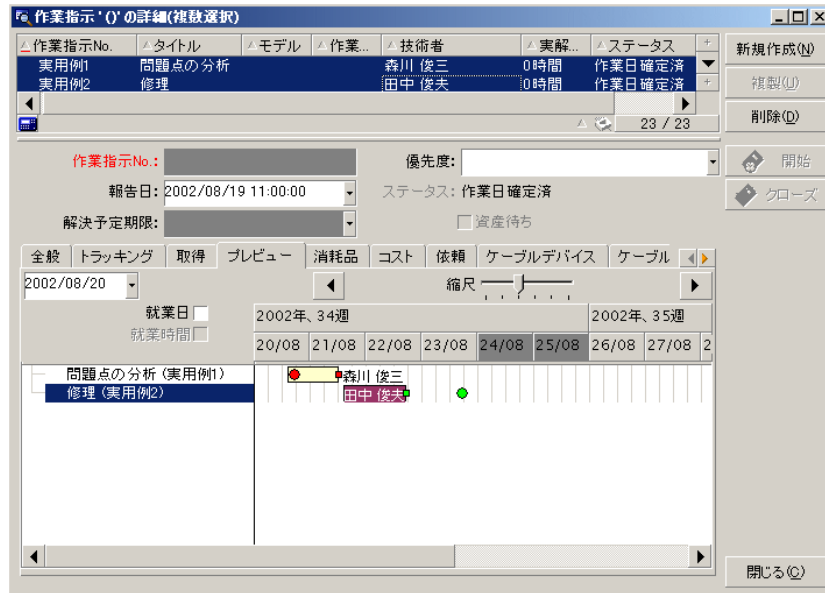 作業指示 '()' の詳細(複数選択)
作業指示No. タイトル モデル 作業... 技術者 実解... ステータス
実用例1 問題点の分析 森川 俊三 0時間 作業日確定済
実用例2 修理 田中 俊夫 0時間 作業日確定済
23 / 23
新規作成(N)
複製(U)
削除(D)
開始
クローズ
作業指示No.: 優先度:
報告日: 2002/08/19 11:00:00 ステータス: 作業日確定済
解決予定期限: 資産待ち
全般 トラッキング 取得 プレビュー 消耗品 コスト 依頼 ケーブルデバイス ケーブル
2002/08/20 縮尺
就業日 2002年、34週 2002年、35週
就業時間
20/08 21/08 22/08 23/08 24/08 25/08 26/08 27/08 2
問題点の分析 (実用例1) 森川 俊三
修理 (実用例2) 田中 俊夫
閉じる(C)